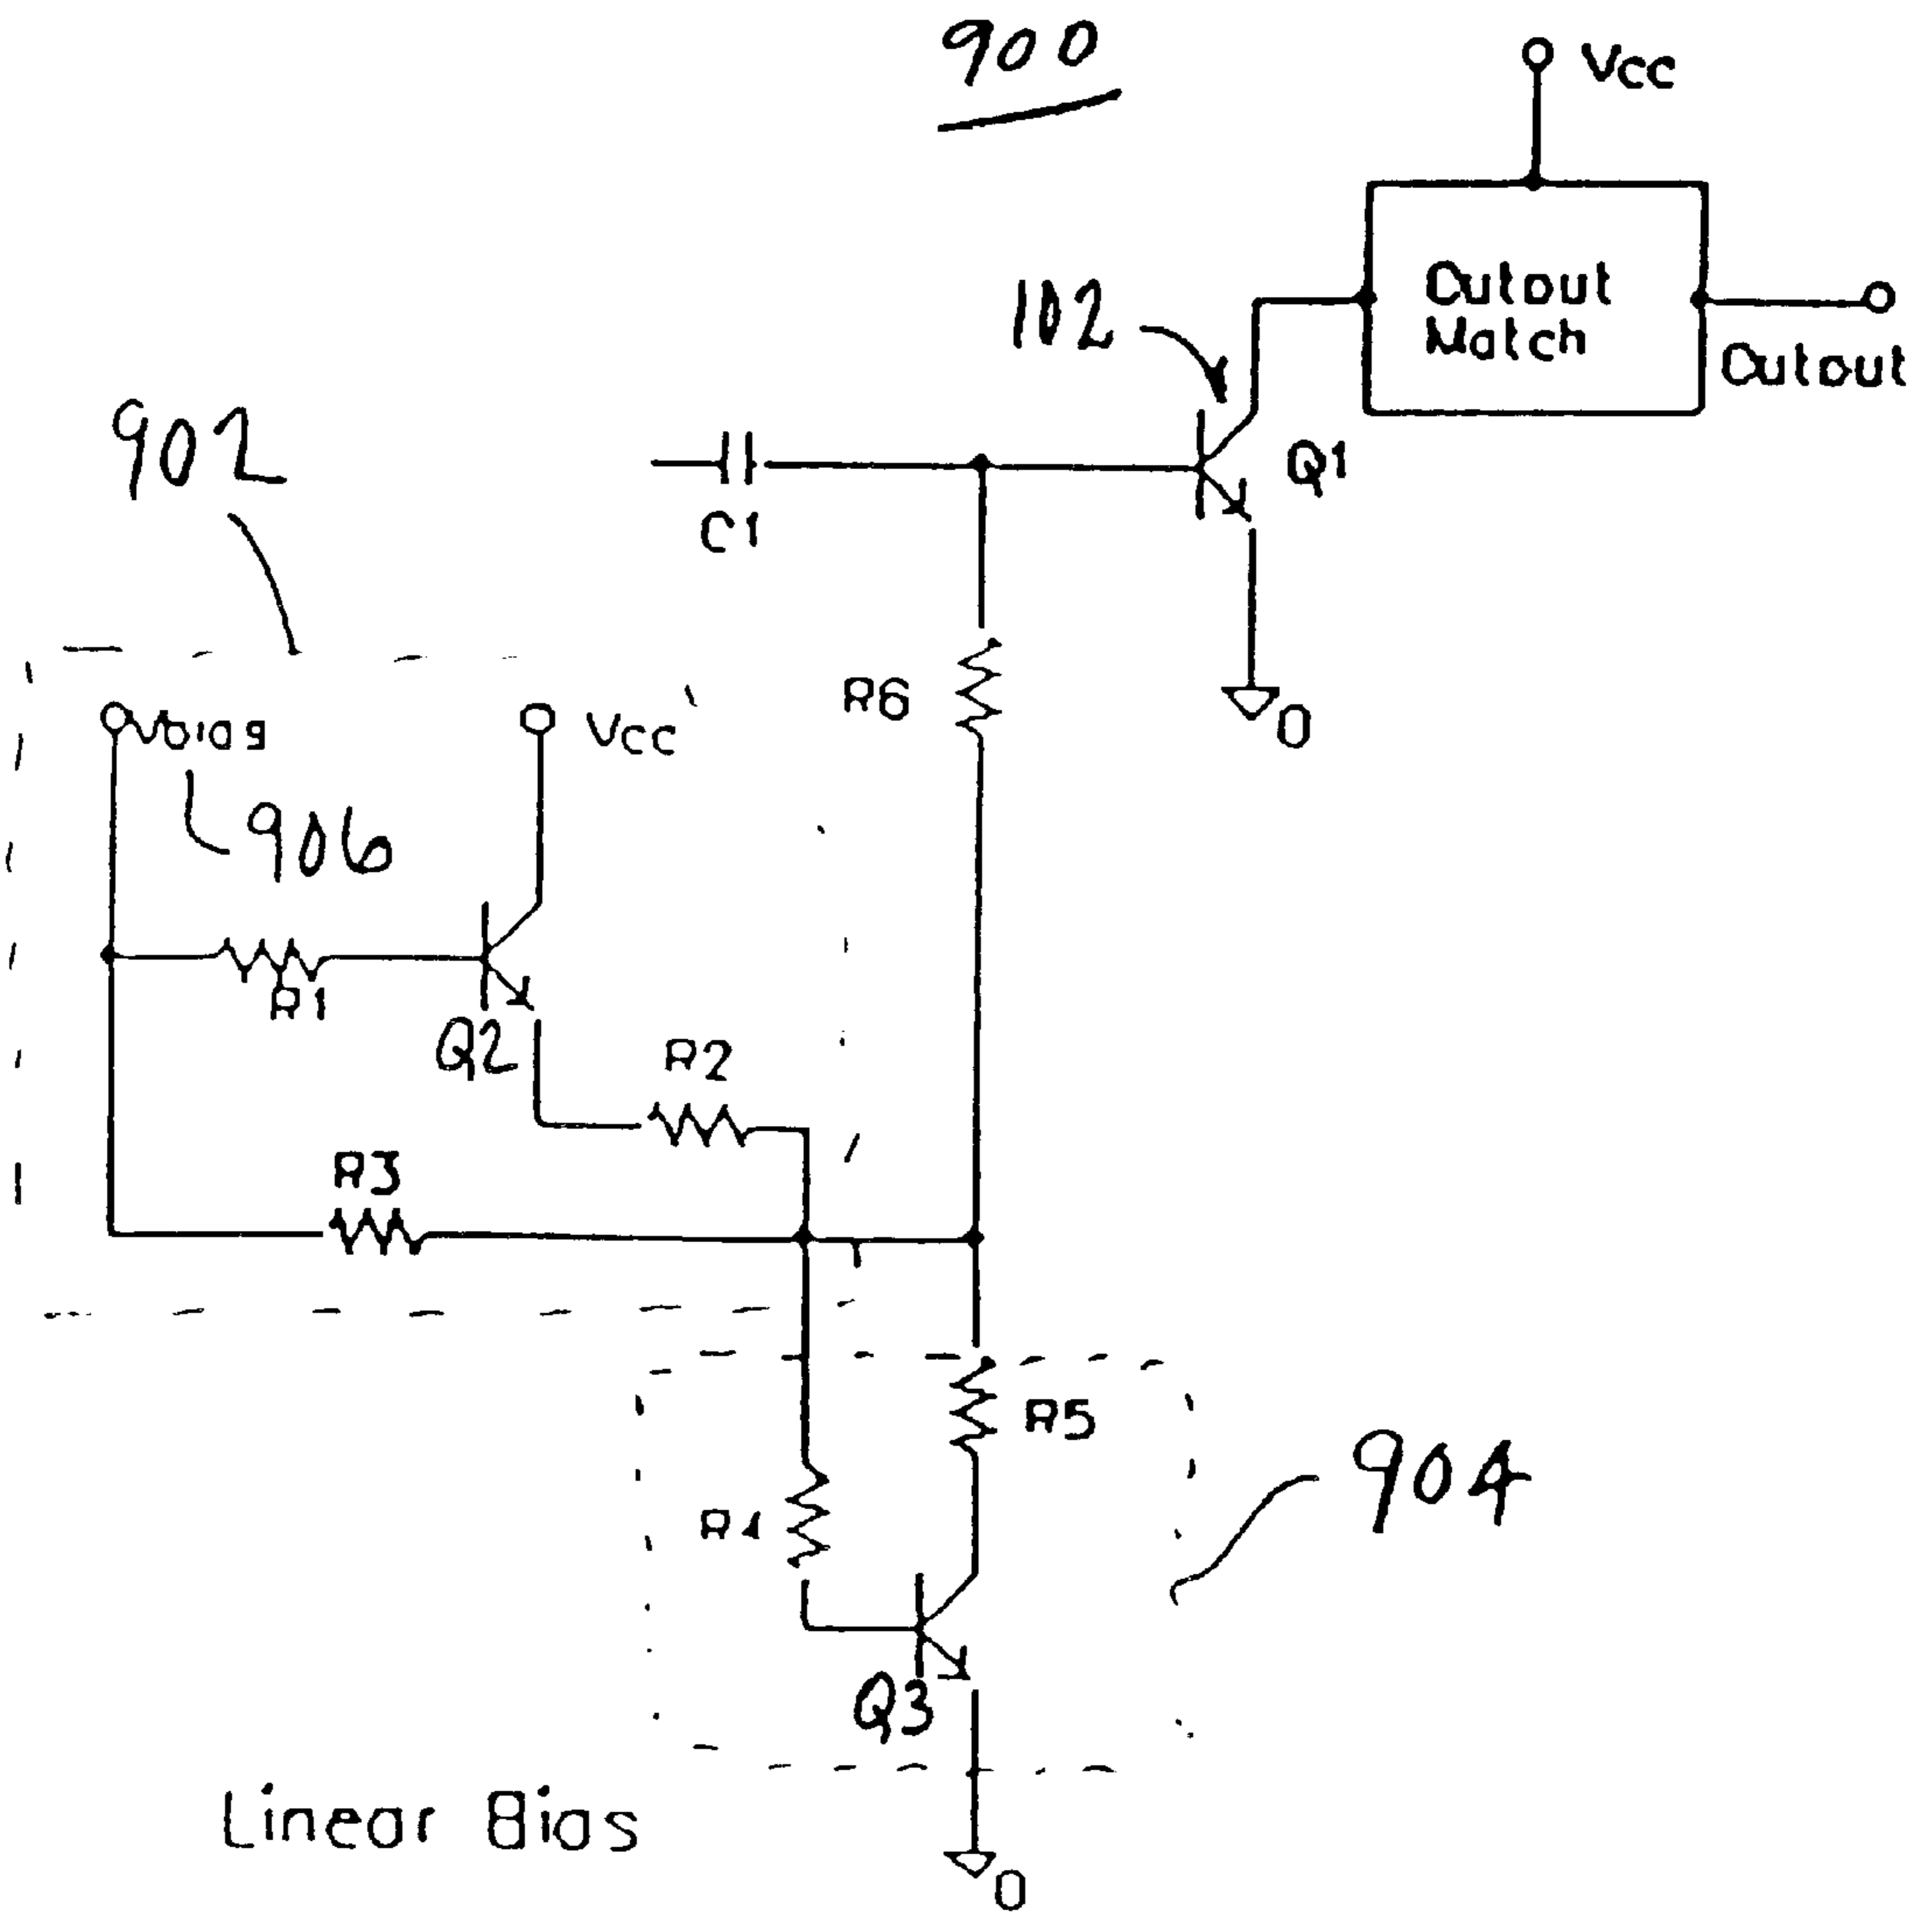 900
Vcc
102
Outout
Match
Outout
902
C1
Q1
R6
Vbias
Vcc
0
906
R1
Q2
R2
R3
R5
904
R4
Q3
Linear Bias
0